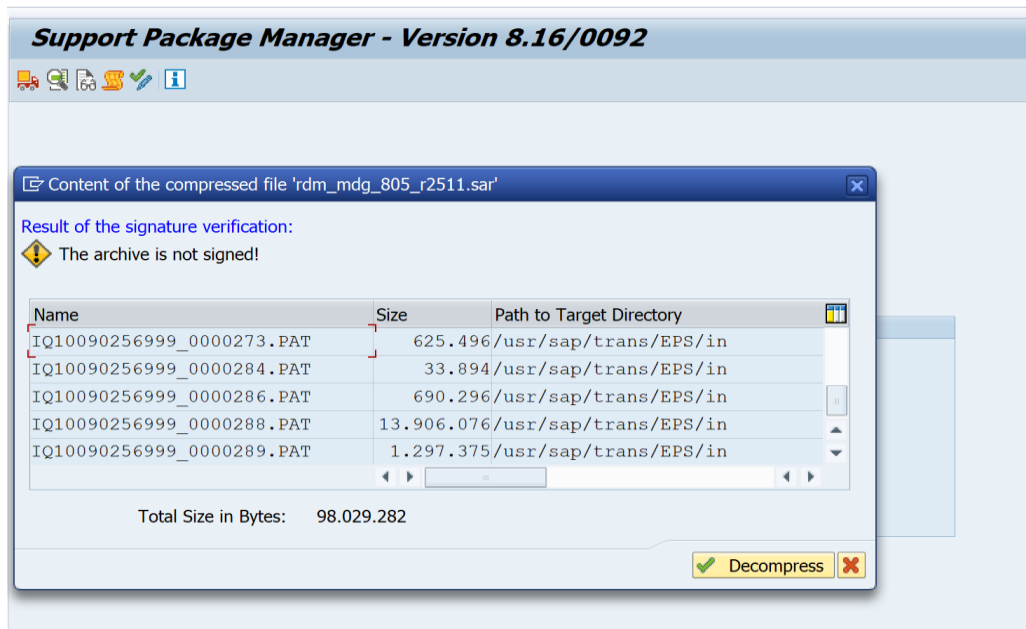 Support Package Manager - Version 8.16/0092
Content of the compressed file 'rdm_mdg_805_r2511.sar'
Result of the signature verification:
The archive is not signed!
Name Size Path to Target Directory
IQ10090256999_0000273.PAT 625.496 /usr/sap/trans/EPS/in
IQ10090256999_0000284.PAT 33.894 /usr/sap/trans/EPS/in
IQ10090256999_0000286.PAT 690.296 /usr/sap/trans/EPS/in
IQ10090256999_0000288.PAT 13.906.076 /usr/sap/trans/EPS/in
IQ10090256999_0000289.PAT 1.297.375 /usr/sap/trans/EPS/in
Total Size in Bytes: 98.029.282
Decompress